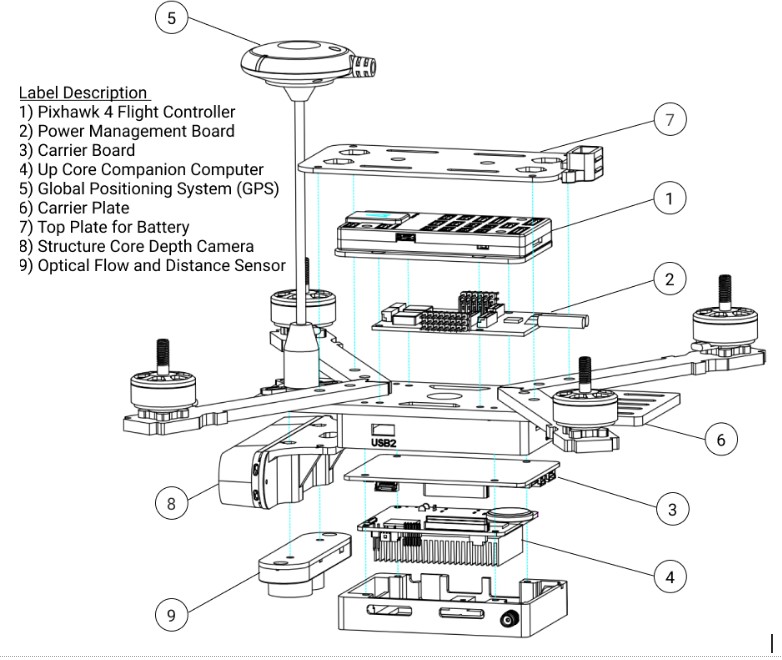 5
Label Description
1) Pixhawk 4 Flight Controller
2) Power Management Board
3) Carrier Board
4) Up Core Companion Computer
5) Global Positioning System (GPS)
6) Carrier Plate
7) Top Plate for Battery
8) Structure Core Depth Camera
9) Optical Flow and Distance Sensor
7
1
2
6
USB2
8
3
4
9